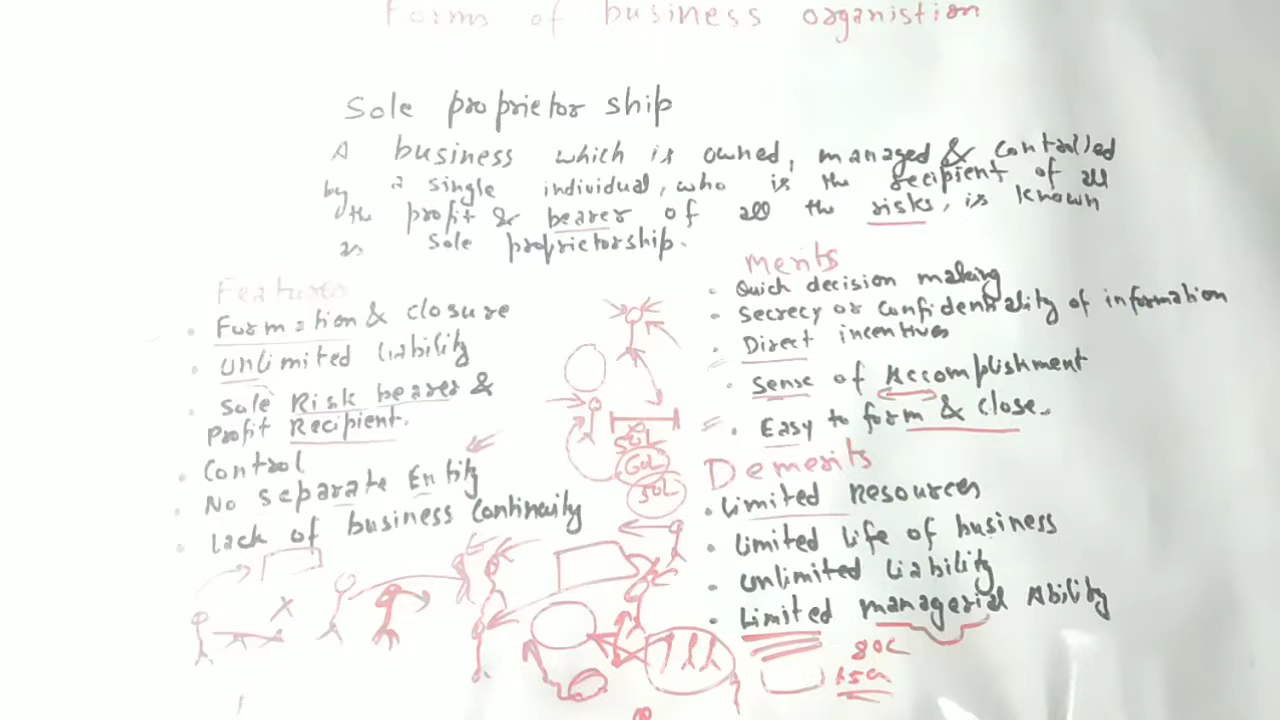 Forms of business organistion
Sole proprietor ship
A business which is owned, managed & controlled
by a single individual, who is the recipient of all
the profit & bearer of all the risks, is known
as sole proprietorship.
Features
• Formation & closure
• Unlimited liability
• Sole Risk bearer &
Profit Recipient.
• Control
• No separate Entity
• lack of business Continuity
Merits
• Quick decision making
• Secrecy or Confidentiality of information
• Direct incentives
• Sense of Accomplishment
• Easy to form & close.
Demerits
• Limited Resources
• Limited life of business
• Unlimited liability
• Limited managerial Ability
60L
50L
80L